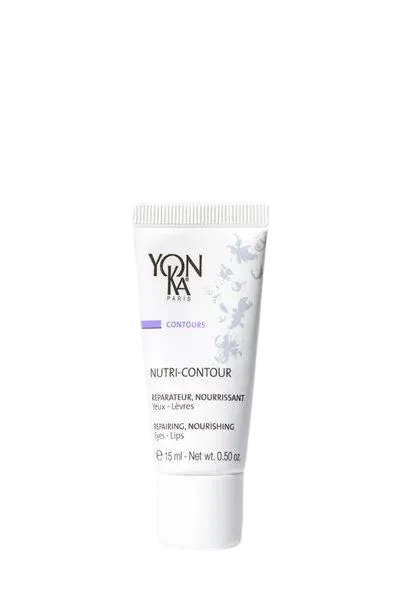 YON
KA®
PARIS
CONTOURS
NUTRI-CONTOUR
RÉPARATEUR, NOURRISSANT
Yeux - Lèvres
REPAIRING, NOURISHING
Eyes - Lips
℮ 15 ml - Net wt. 0.50 oz.